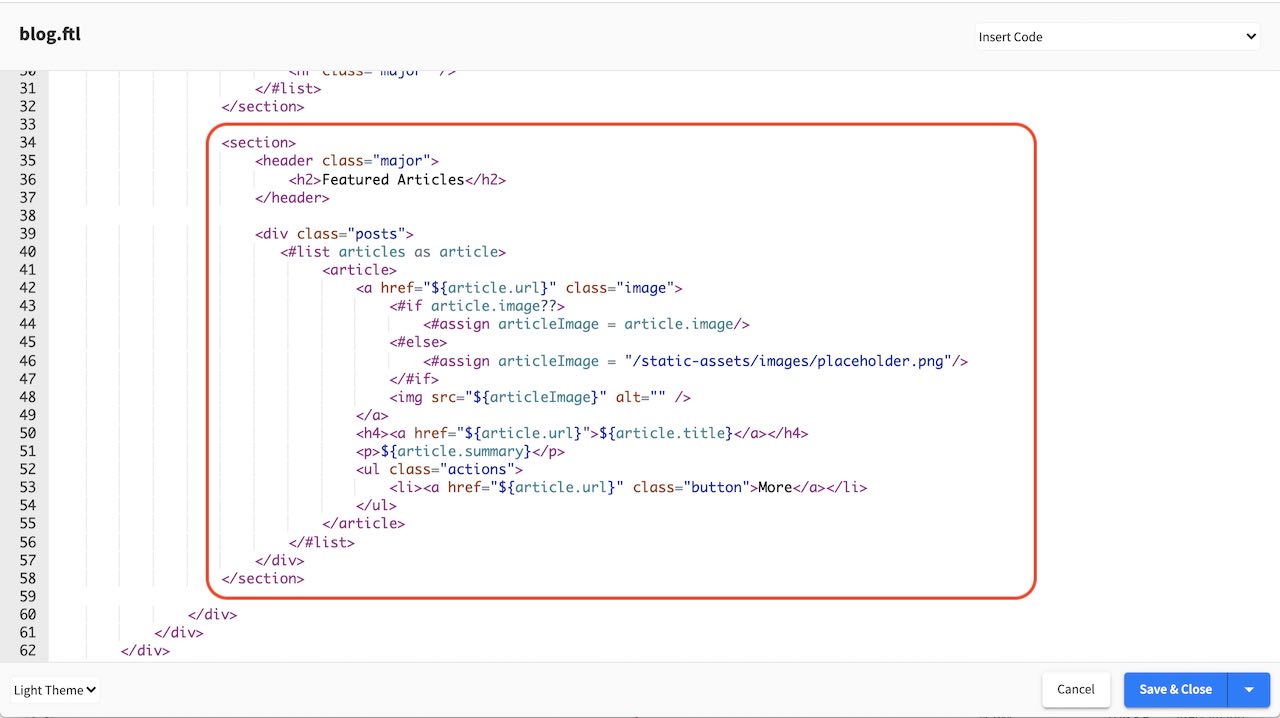 blog.ftl
Insert Code
30 <hr class="major" />
31 </#list>
32 </section>
33
34 <section>
35 <header class="major">
36 <h2>Featured Articles</h2>
37 </header>
38
39 <div class="posts">
40 <#list articles as article>
41 <article>
42 <a href="${article.url}" class="image">
43 <#if article.image??>
44 <#assign articleImage = article.image/>
45 <#else>
46 <#assign articleImage = "/static-assets/images/placeholder.png"/>
47 </#if>
48 <img src="${articleImage}" alt="" />
49 </a>
50 <h4><a href="${article.url}">${article.title}</a></h4>
51 <p>${article.summary}</p>
52 <ul class="actions">
53 <li><a href="${article.url}" class="button">More</a></li>
54 </ul>
55 </article>
56 </#list>
57 </div>
58 </section>
59
60 </div>
61 </div>
62 </div>
Light Theme
Cancel
Save & Close